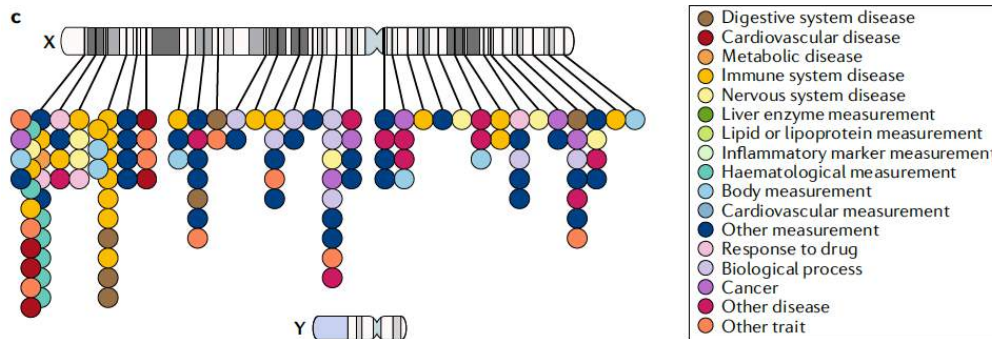 c
X
Y
Digestive system disease
Cardiovascular disease
Metabolic disease
Immune system disease
Nervous system disease
Liver enzyme measurement
Lipid or lipoprotein measurement
Inflammatory marker measurement
Haematological measurement
Body measurement
Cardiovascular measurement
Other measurement
Response to drug
Biological process
Cancer
Other disease
Other trait